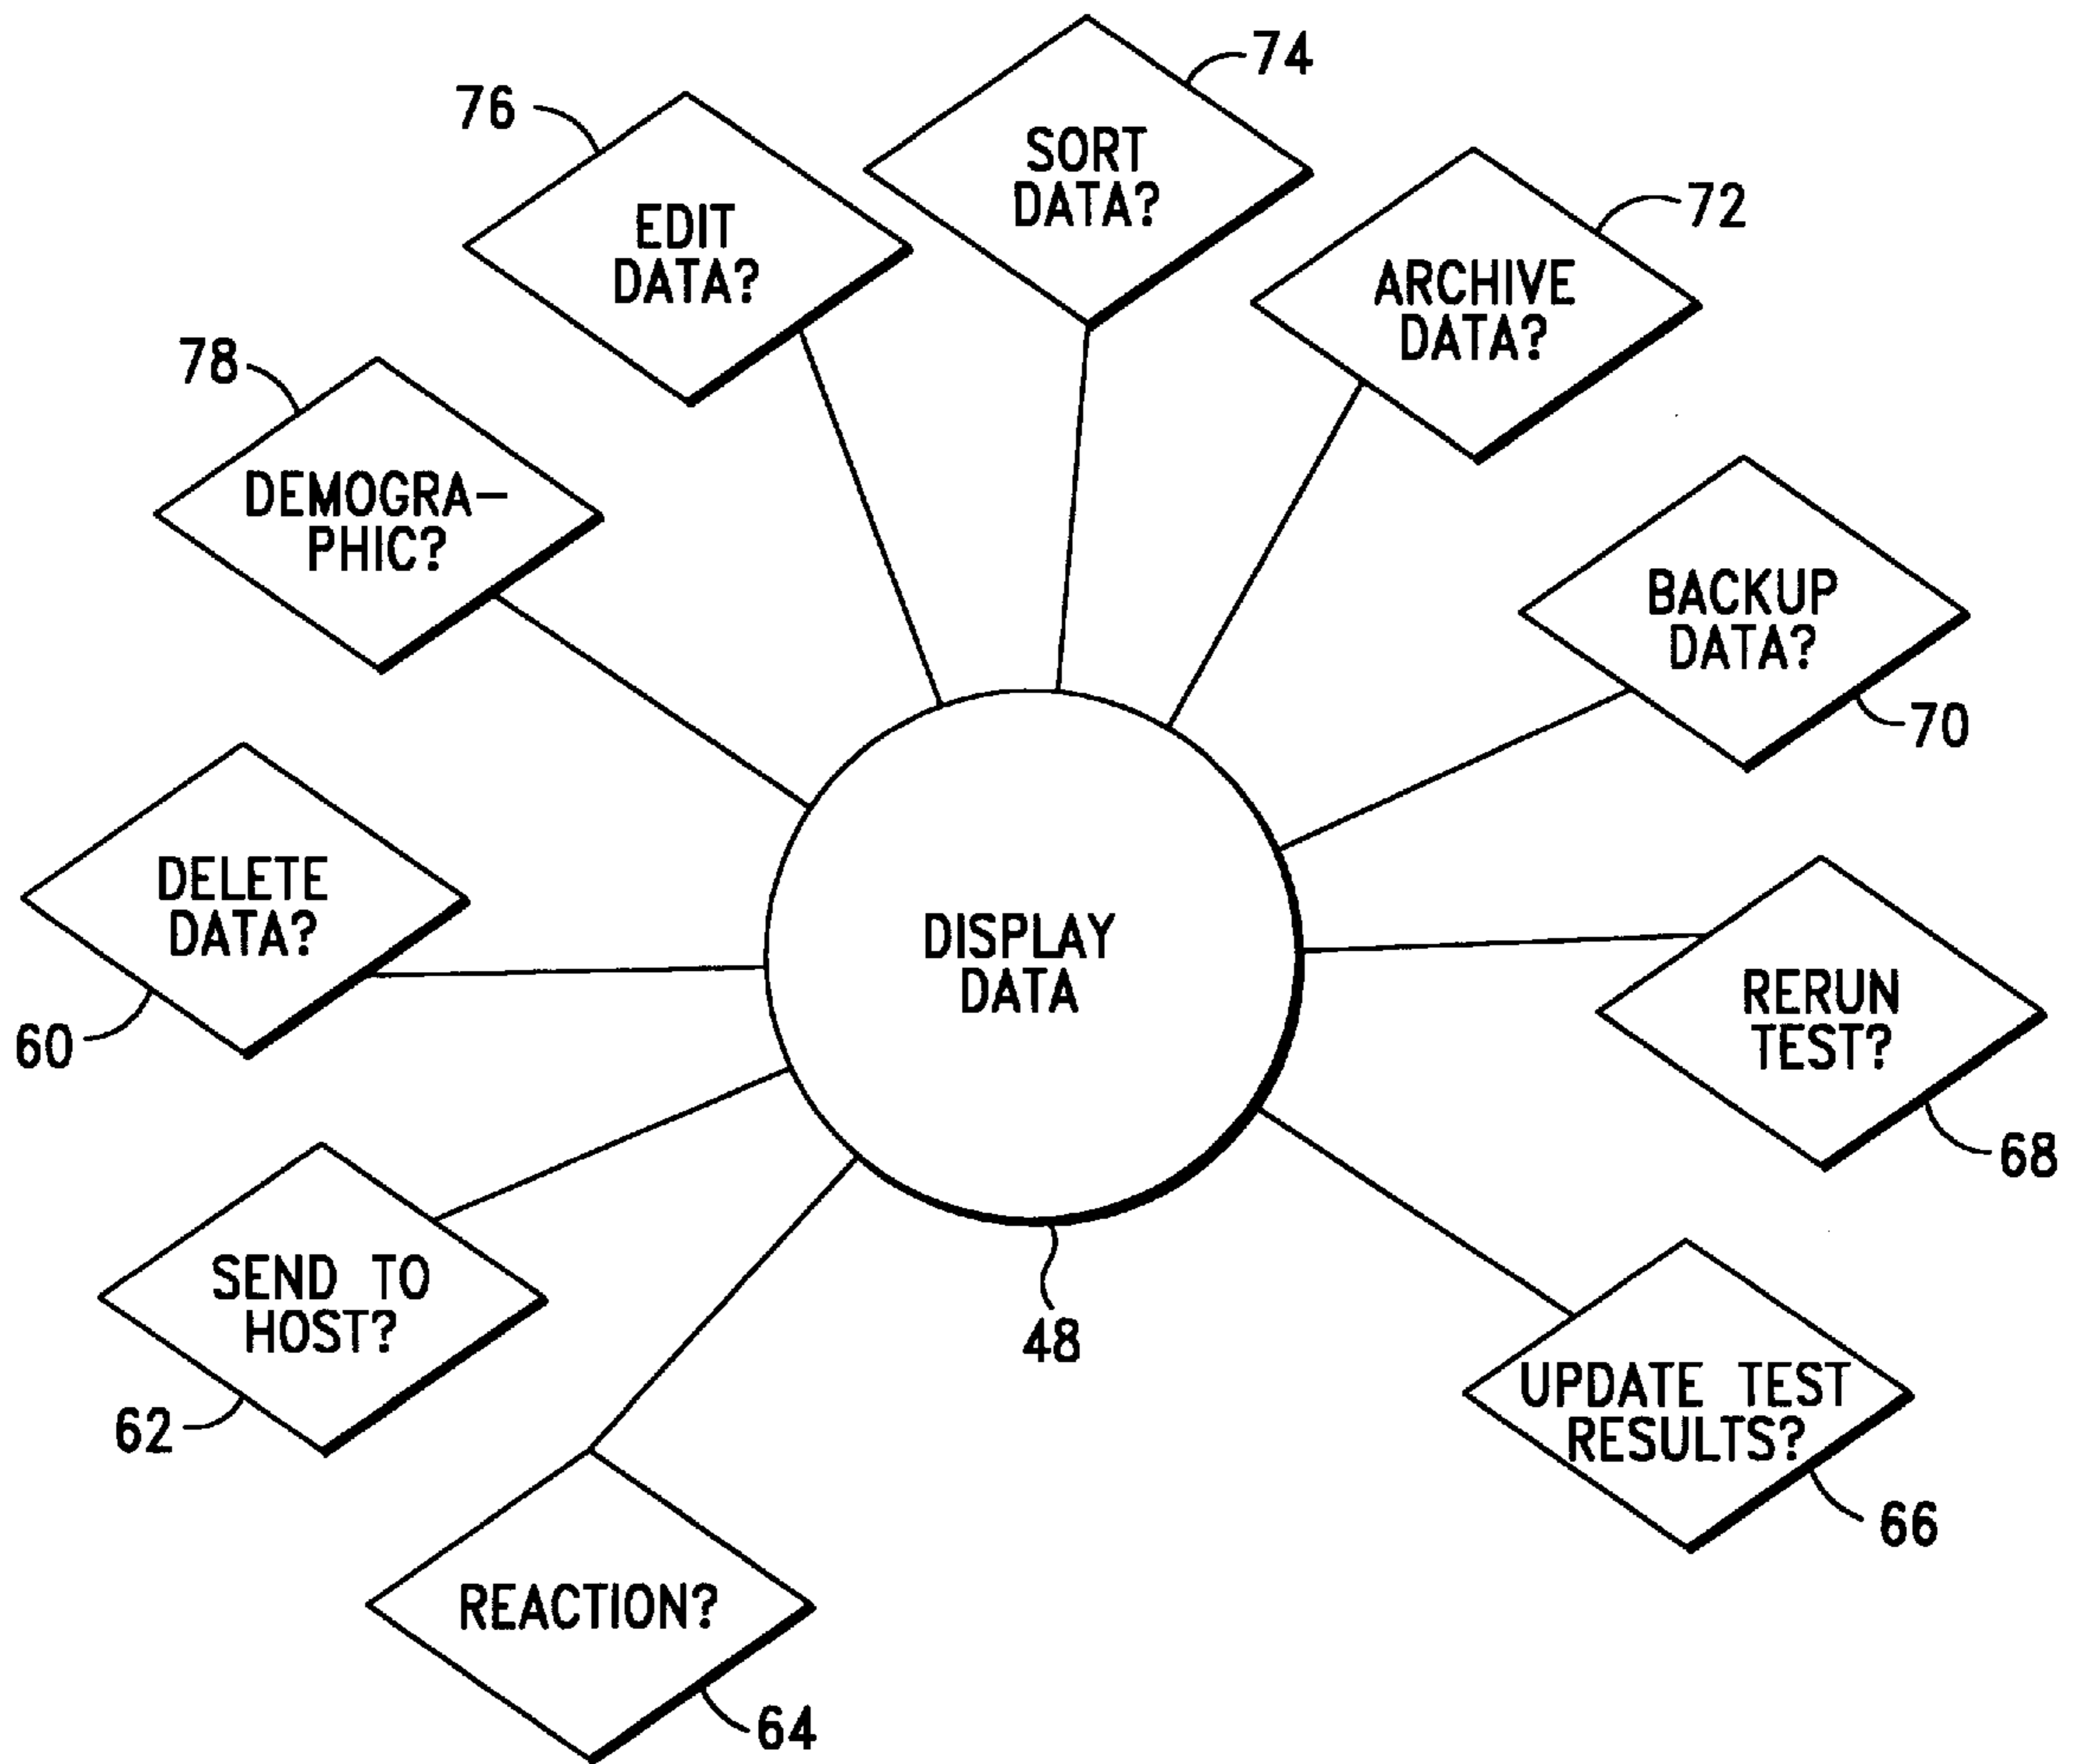 74
76
SORT
DATA?
72
EDIT
DATA?
ARCHIVE
DATA?
78
DEMOGRA-
PHIC?
BACKUP
DATA?
70
DELETE
DATA?
DISPLAY
DATA
RERUN
TEST?
60
68
SEND TO
HOST?
48
UPDATE TEST
RESULTS?
62
66
REACTION?
64